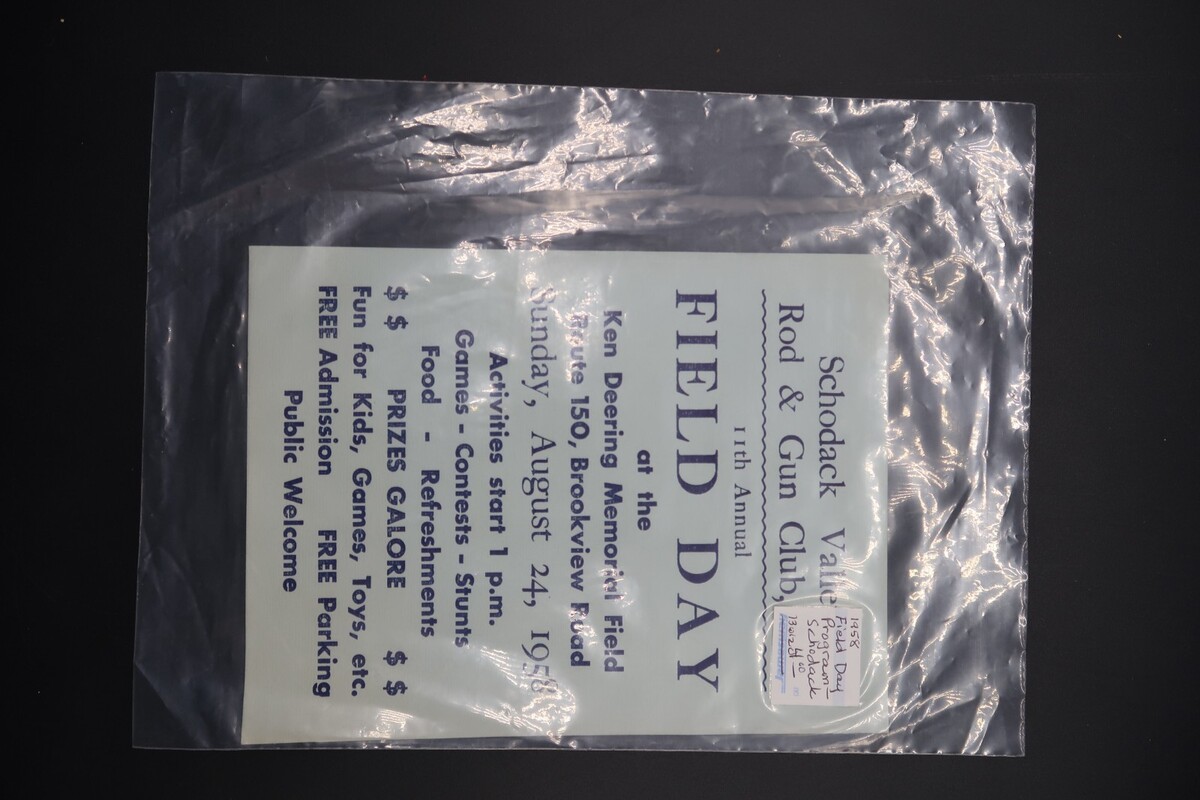 Schodack Valle
Rod & Gun Club,
11th Annual
FIELD DAY
at the
Ken Deering Memorial Field
Route 150, Brookview Road
Sunday, August 24, 1958
Activities start 1 p.m.
Games - Contests - Stunts
Food - Refreshments
$ $ PRIZES GALORE $ $
Fun for Kids, Games, Toys, etc.
FREE Admission FREE Parking
Public Welcome
1958
Field Day
Program -
Schodack